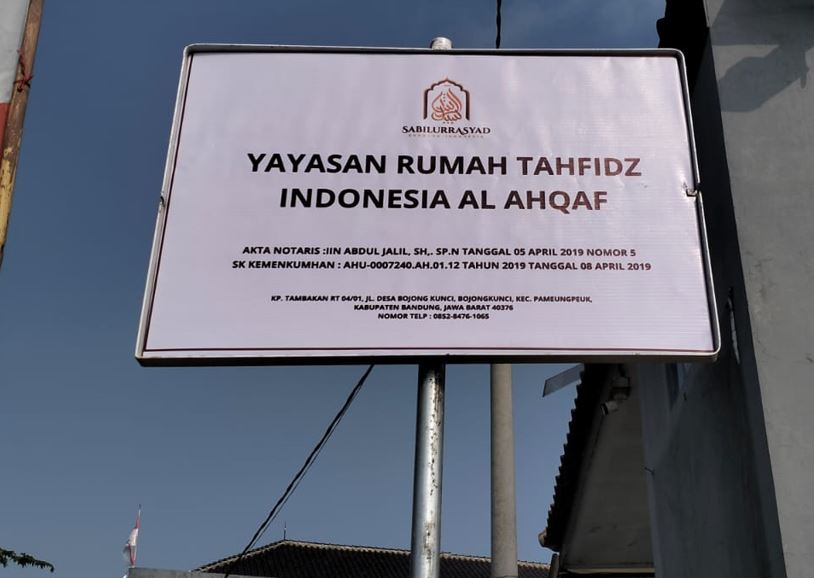 SABILURRASYAD
YAYASAN RUMAH TAHFIDZ
INDONESIA AL AHQAF
AKTA NOTARIS :IIN ABDUL JALIL, SH,. SP.N TANGGAL 05 APRIL 2019 NOMOR 5
SK KEMENKUMHAM : AHU-0007240.AH.01.12 TAHUN 2019 TANGGAL 08 APRIL 2019
KP. TAMBAKAN RT 04/01, JL. DESA BOJONG KUNCI, BOJONGKUNCI, KEC. PAMEUNGPEUK,
KABUPATEN BANDUNG, JAWA BARAT 40376
NOMOR TELP : 0852-8476-1065